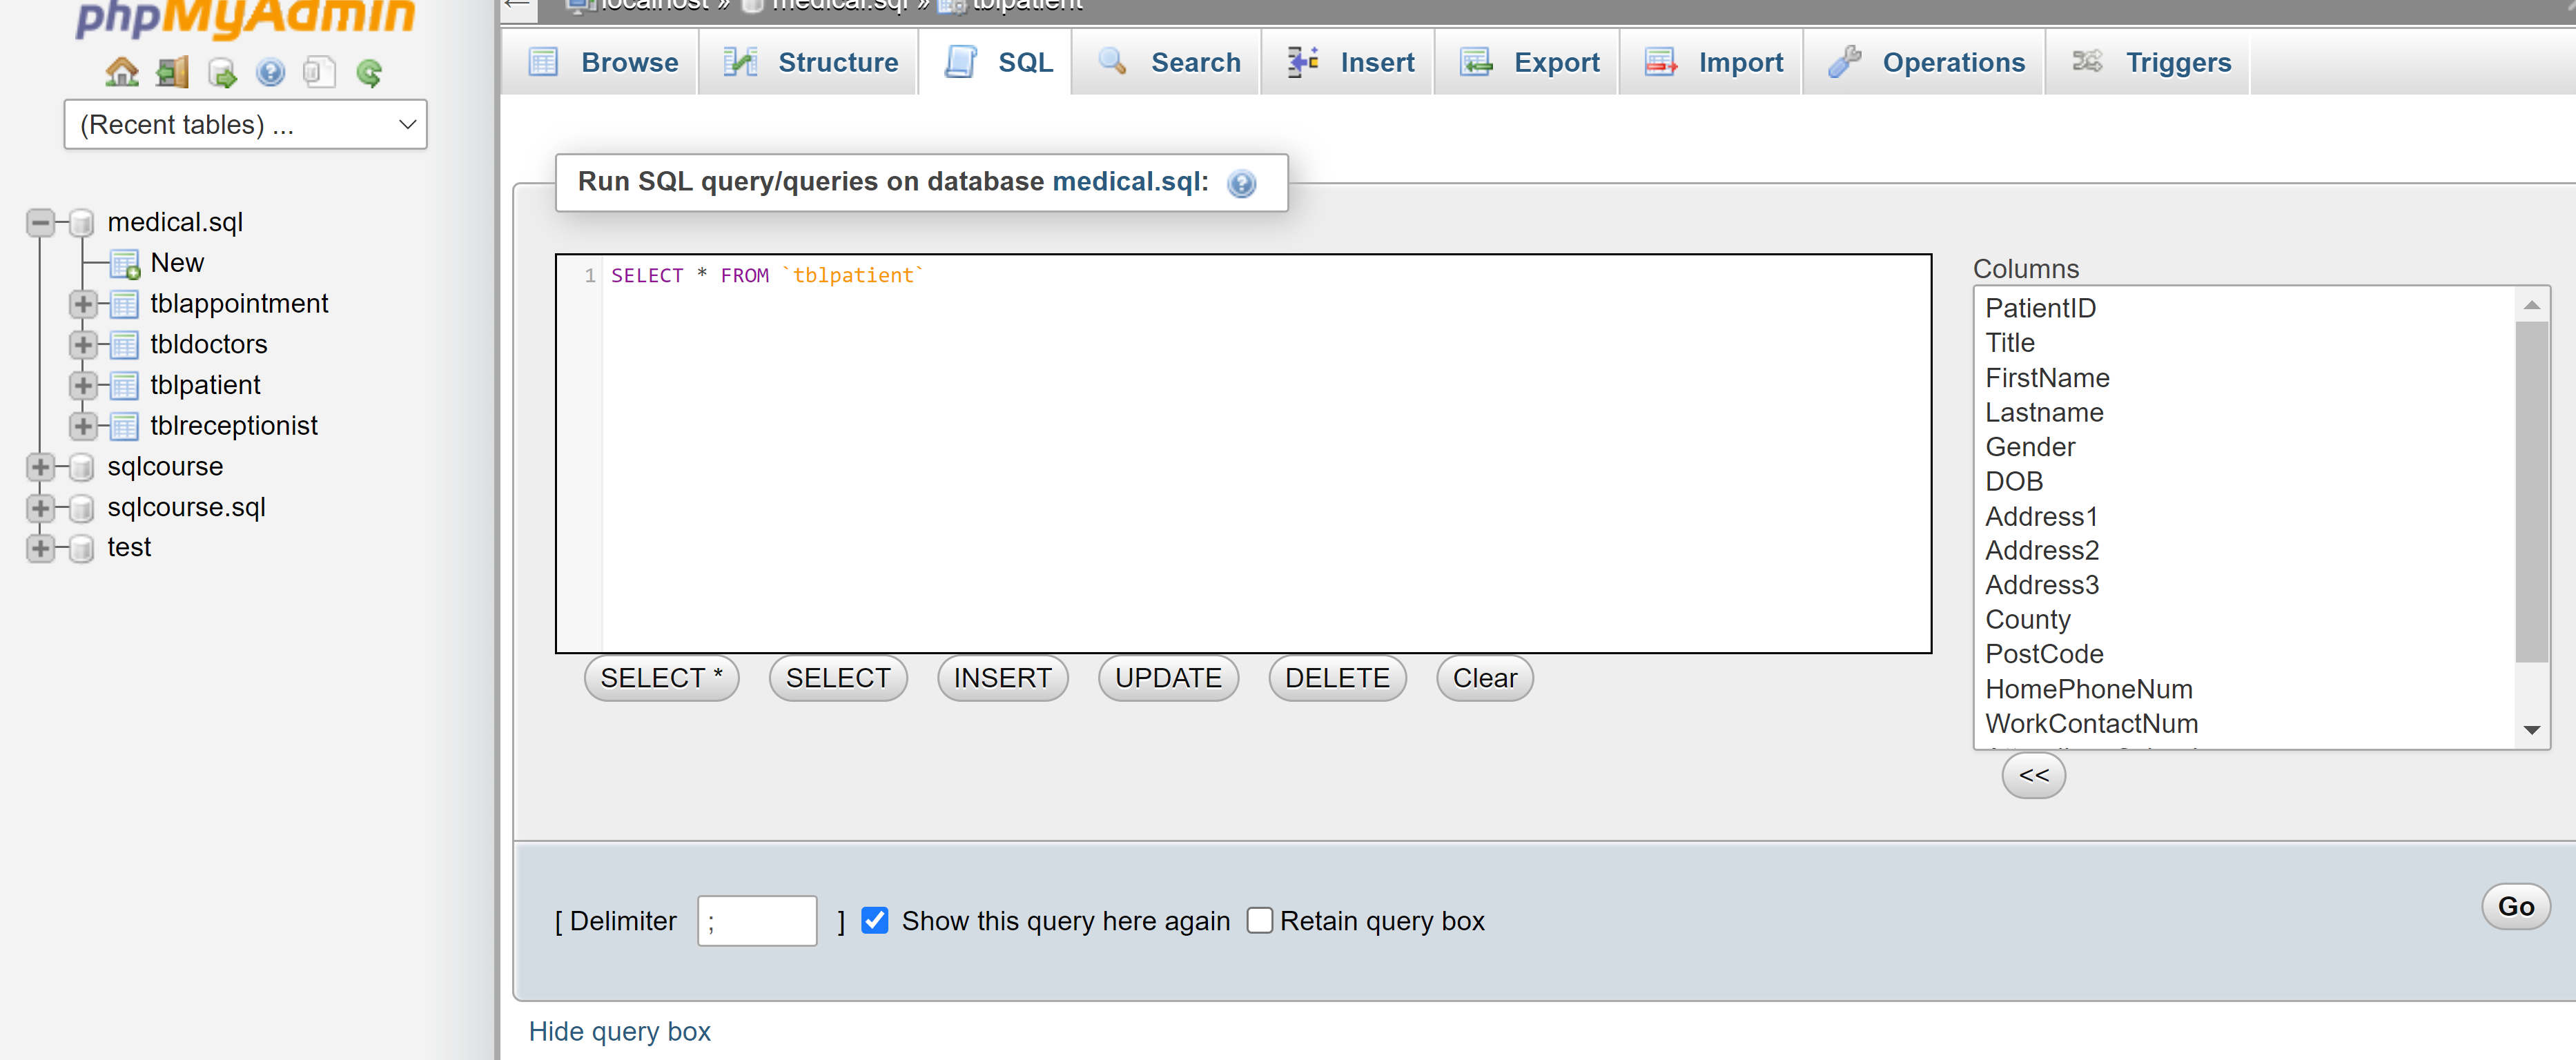 phpMyAdmin
(Recent tables) ...
medical.sql
New
tblappointment
tbldoctors
tblpatient
tblreceptionist
sqlcourse
sqlcourse.sql
test
localhost » medical.sql » tblpatient
Browse Structure SQL Search Insert Export Import Operations Triggers
Run SQL query/queries on database medical.sql:
1 SELECT * FROM `tblpatient`
SELECT * SELECT INSERT UPDATE DELETE Clear
Columns
PatientID
Title
FirstName
Lastname
Gender
DOB
Address1
Address2
Address3
County
PostCode
HomePhoneNum
WorkContactNum
<<
[ Delimiter ; ] Show this query here again Retain query box
Go
Hide query box